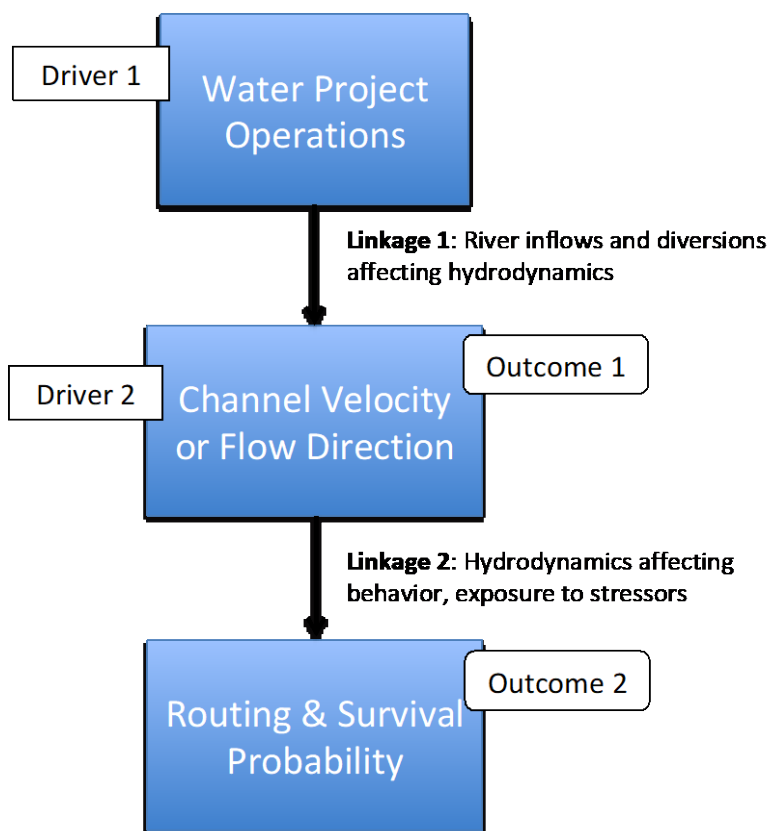 Driver 1
Water Project
Operations
Linkage 1: River inflows and diversions
affecting hydrodynamics
Outcome 1
Driver 2
Channel Velocity
or Flow Direction
Linkage 2: Hydrodynamics affecting
behavior, exposure to stressors
Outcome 2
Routing & Survival
Probability